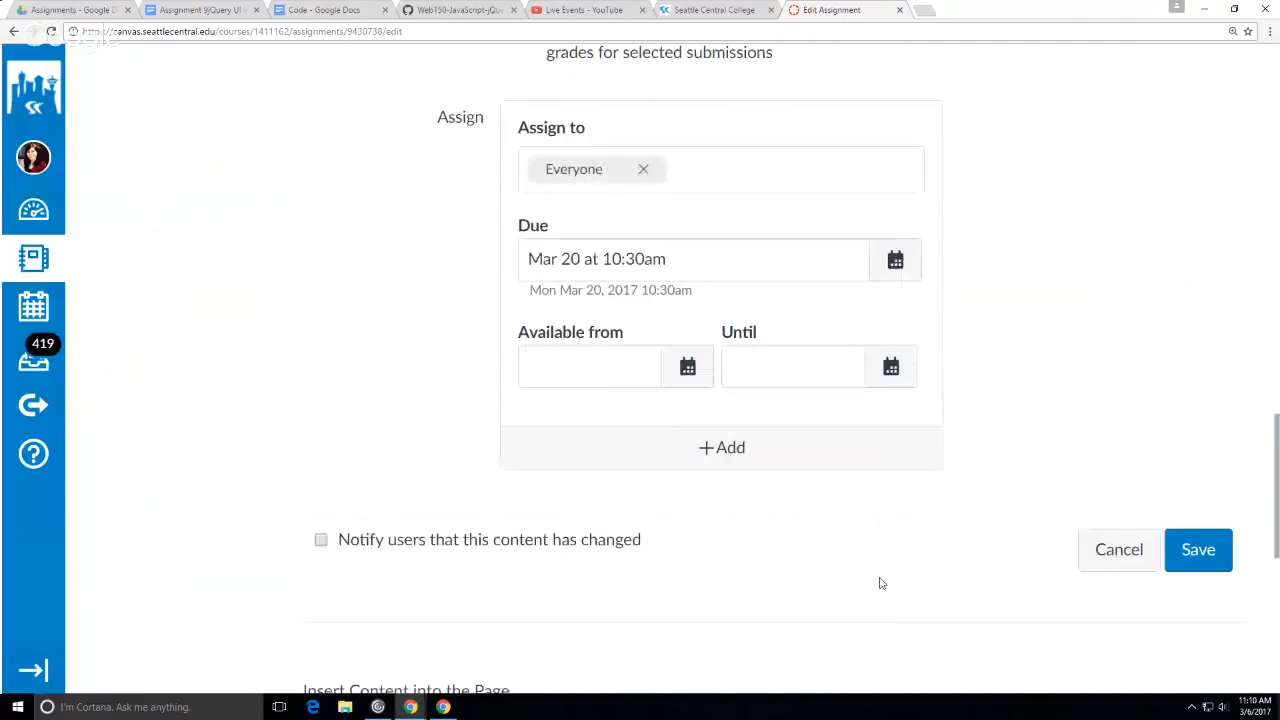 Assignments - Google D
Assignment 9jQuery UI -
Code - Google Docs
Web150-JavaScript-jQue
Live Events - YouTube
Seattle Central College
Edit Assignment
https://canvas.seattlecentral.edu/courses/1411162/assignments/9430738/edit
grades for selected submissions
Assign
Assign to
Everyone
Due
Mar 20 at 10:30am
Mon Mar 20, 2017 10:30am
Available from Until
419
+Add
Notify users that this content has changed
Cancel Save
Insert Content into the Page
I'm Cortana. Ask me anything.
11:10 AM
3/6/2017